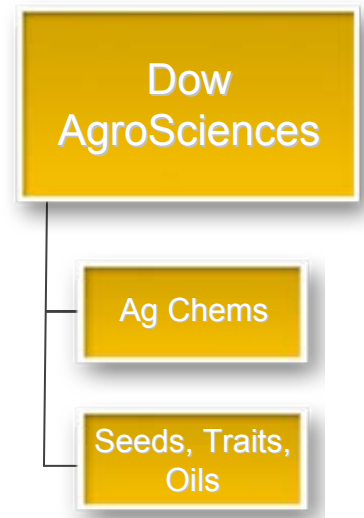 Dow
AgroSciences
Ag Chems
Seeds, Traits,
Oils